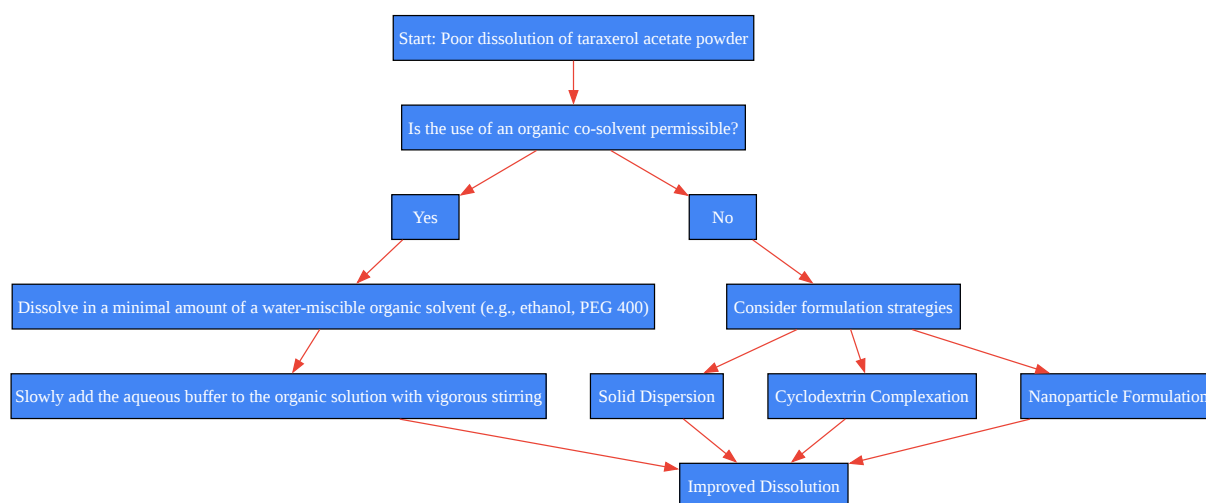 Start: Poor dissolution of taraxerol acetate powder
Is the use of an organic co-solvent permissible?
Yes
No
Dissolve in a minimal amount of a water-miscible organic solvent (e.g., ethanol, PEG 400)
Consider formulation strategies
Slowly add the aqueous buffer to the organic solution with vigorous stirring
Solid Dispersion
Cyclodextrin Complexation
Nanoparticle Formulation
Improved Dissolution